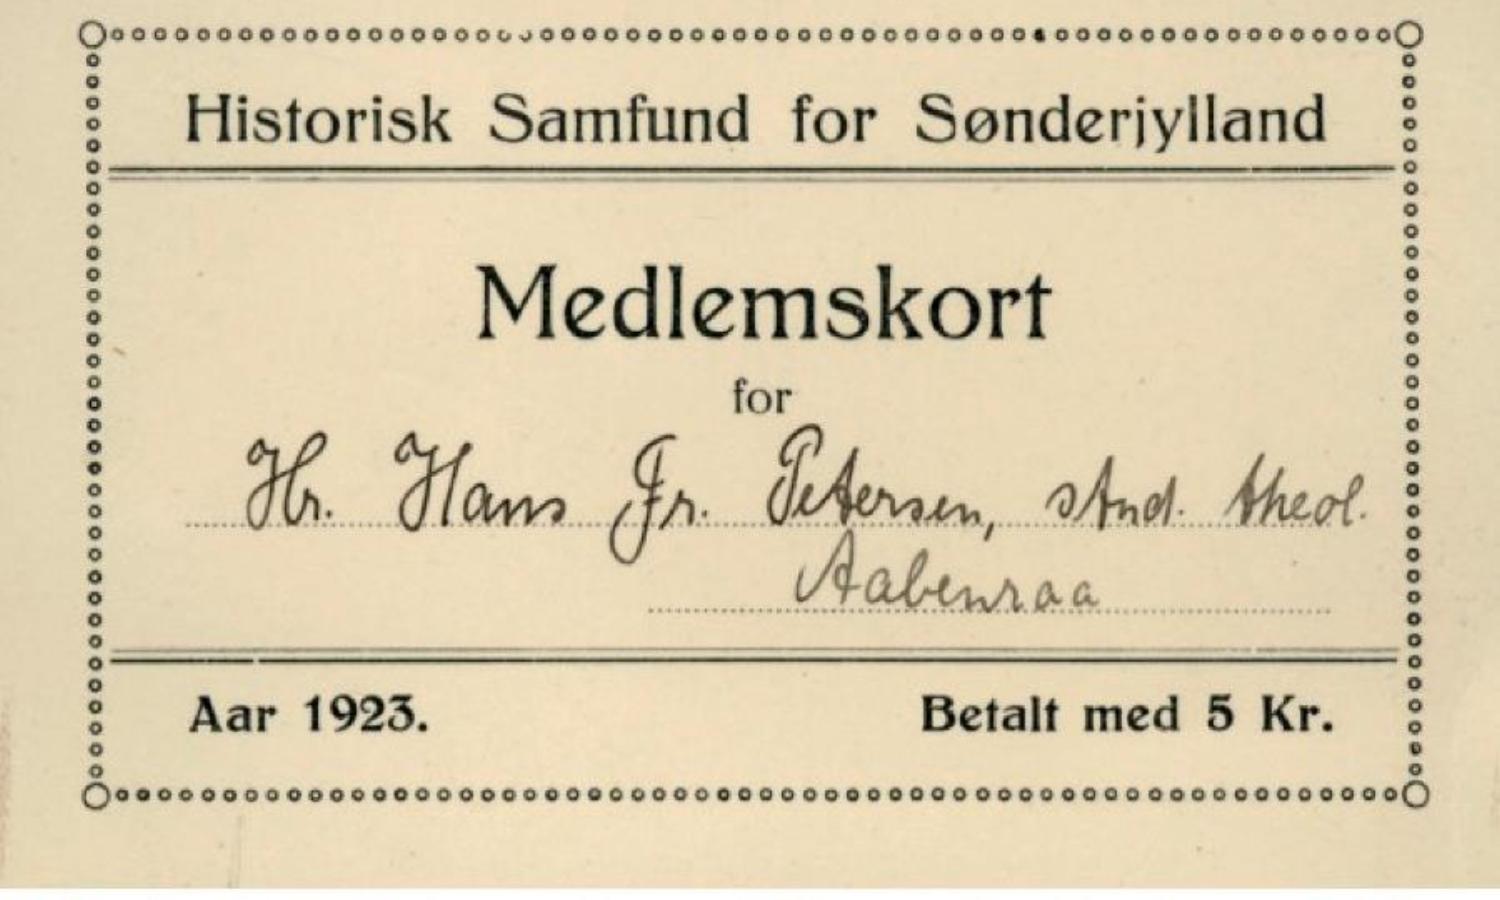 Historisk Samfund for Sønderjylland
Medlemskort
for
Hr. Hans Fr. Petersen, stud. theol.
Aabenraa
Aar 1923. Betalt med 5 Kr.